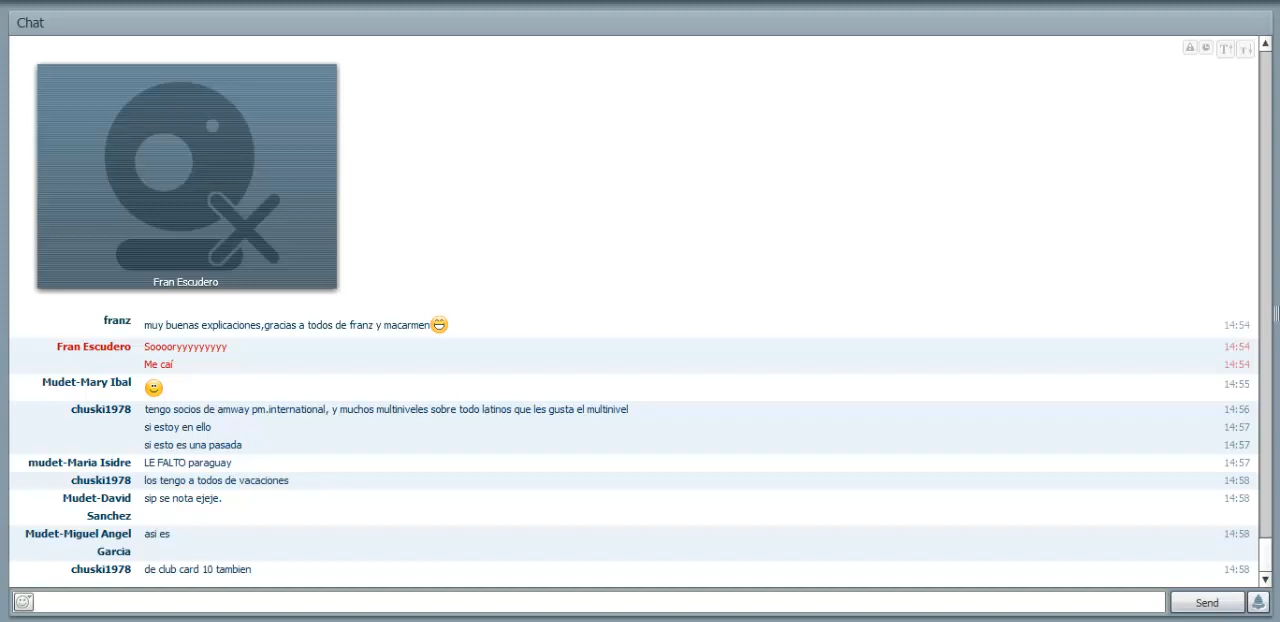 Chat
Fran Escudero
franz muy buenas explicaciones,gracias a todos de franz y macarmen 14:54
Fran Escudero Sooooryyyyyyyyy 14:54
Me caí 14:54
Mudet-Mary Ibal 14:55
chuski1978 tengo socios de amway pm.international, y muchos multiniveles sobre todo latinos que les gusta el multinivel 14:56
si estoy en ello 14:57
si esto es una pasada 14:57
mudet-Maria Isidre LE FALTO paraguay 14:57
chuski1978 los tengo a todos de vacaciones 14:58
Mudet-David sip se nota ejeje. 14:58
Sanchez
Mudet-Miguel Angel asi es 14:58
Garcia
chuski1978 de club card 10 tambien 14:58
Send